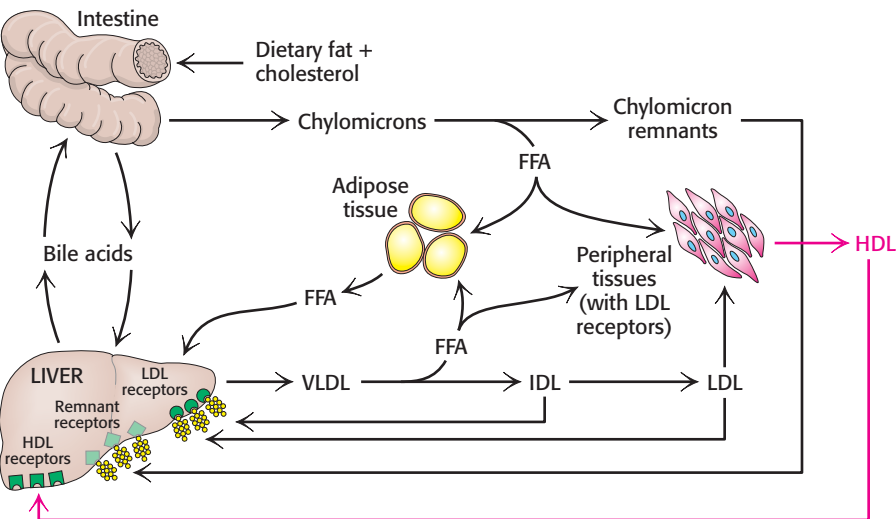 Intestine
Dietary fat +
cholesterol
Chylomicrons
Chylomicron
remnants
FFA
Adipose
tissue
HDL
Bile acids
Peripheral
tissues
(with LDL
receptors)
FFA
FFA
LIVER
LDL
receptors
VLDL
IDL
LDL
Remnant
receptors
HDL
receptors